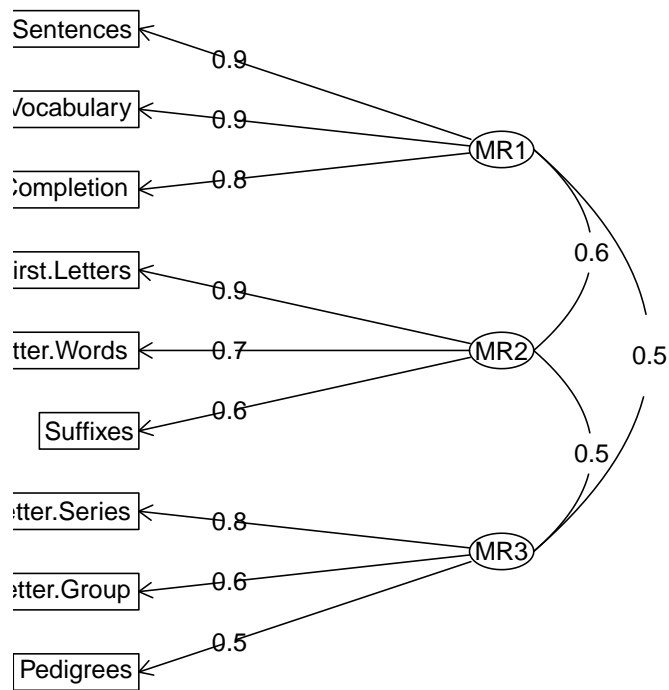 Sentences
0.9
Vocabulary
0.9
MR1
Completion
0.8
0.6
irst.Letters
0.9
tter.Words
0.7
MR2
0.5
Suffixes
0.6
0.5
etter.Series
0.8
MR3
etter.Group
0.6
0.5
Pedigrees